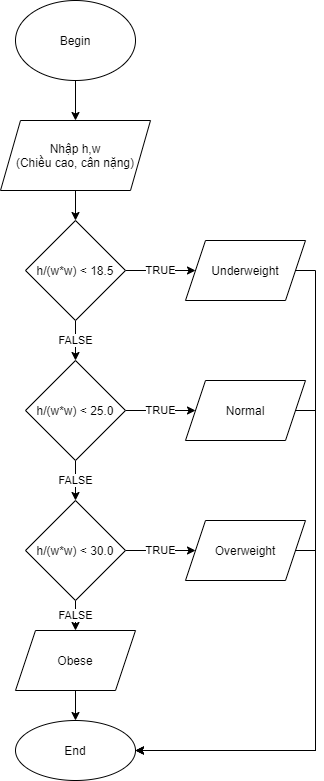 Begin
Nhập h,w
(Chiều cao, cân nặng)
h/(w*w) < 18.5
TRUE
Underweight
FALSE
h/(w*w) < 25.0
TRUE
Normal
FALSE
h/(w*w) < 30.0
TRUE
Overweight
FALSE
Obese
End